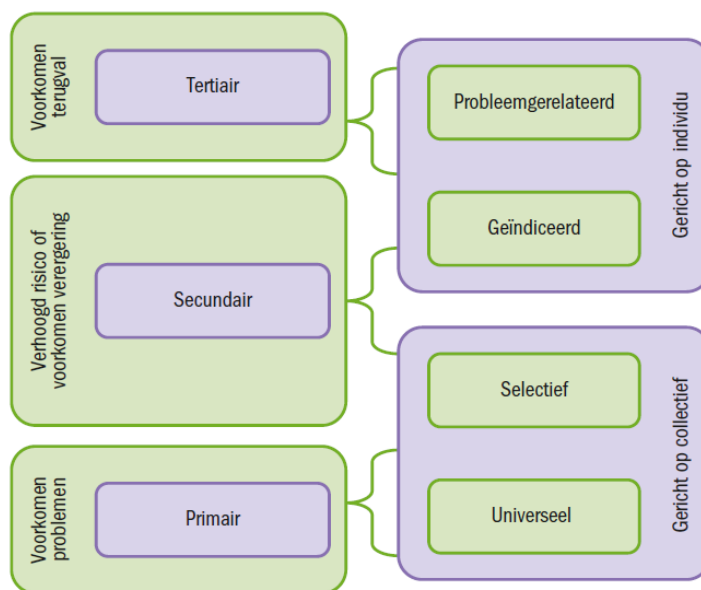 Voorkomen
terugval
Tertiair
Verhoogd risico of
voorkomen verergering
Secundair
Voorkomen
problemen
Primair
Probleemgerelateerd
Geïndiceerd
Gericht op individu
Selectief
Universeel
Gericht op collectief